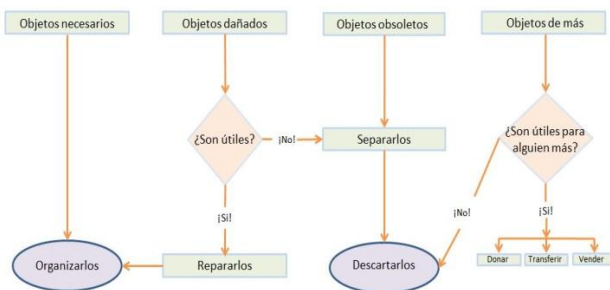 Objetos necesarios
Objetos dañados
Objetos obsoletos
Objetos de más
¿Son útiles?
¡No!
Separarlos
¿Son útiles para
alguien más?
¡Si!
¡No!
¡Si!
Organizarlos
Repararlos
Descartarlos
Donar
Transferir
Vender